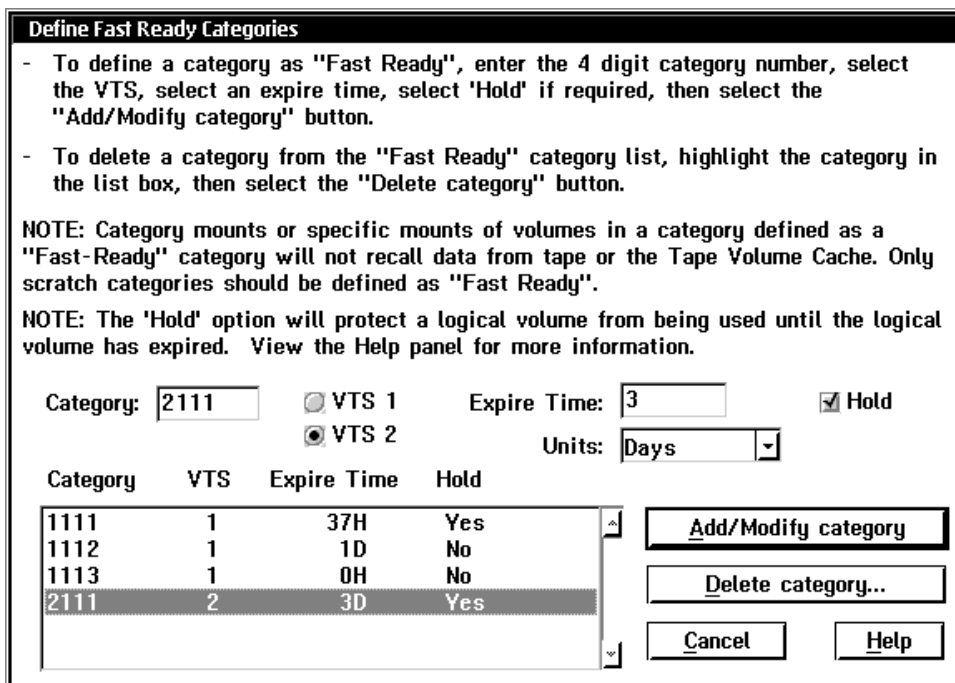 Define Fast Ready Categories
- To define a category as "Fast Ready", enter the 4 digit category number, select
the VTS, select an expire time, select 'Hold' if required, then select the
"Add/Modify category" button.
- To delete a category from the "Fast Ready" category list, highlight the category in
the list box, then select the "Delete category" button.
NOTE: Category mounts or specific mounts of volumes in a category defined as a
"Fast-Ready" category will not recall data from tape or the Tape Volume Cache. Only
scratch categories should be defined as "Fast Ready".
NOTE: The 'Hold' option will protect a logical volume from being used until the logical
volume has expired. View the Help panel for more information.
Category: 2111 VTS 1 Expire Time: 3 Hold
VTS 2 Units: Days
Category VTS Expire Time Hold
1111 1 37H Yes
1112 1 1D No
1113 1 0H No
2111 2 3D Yes
Add/Modify category
Delete category...
Cancel Help